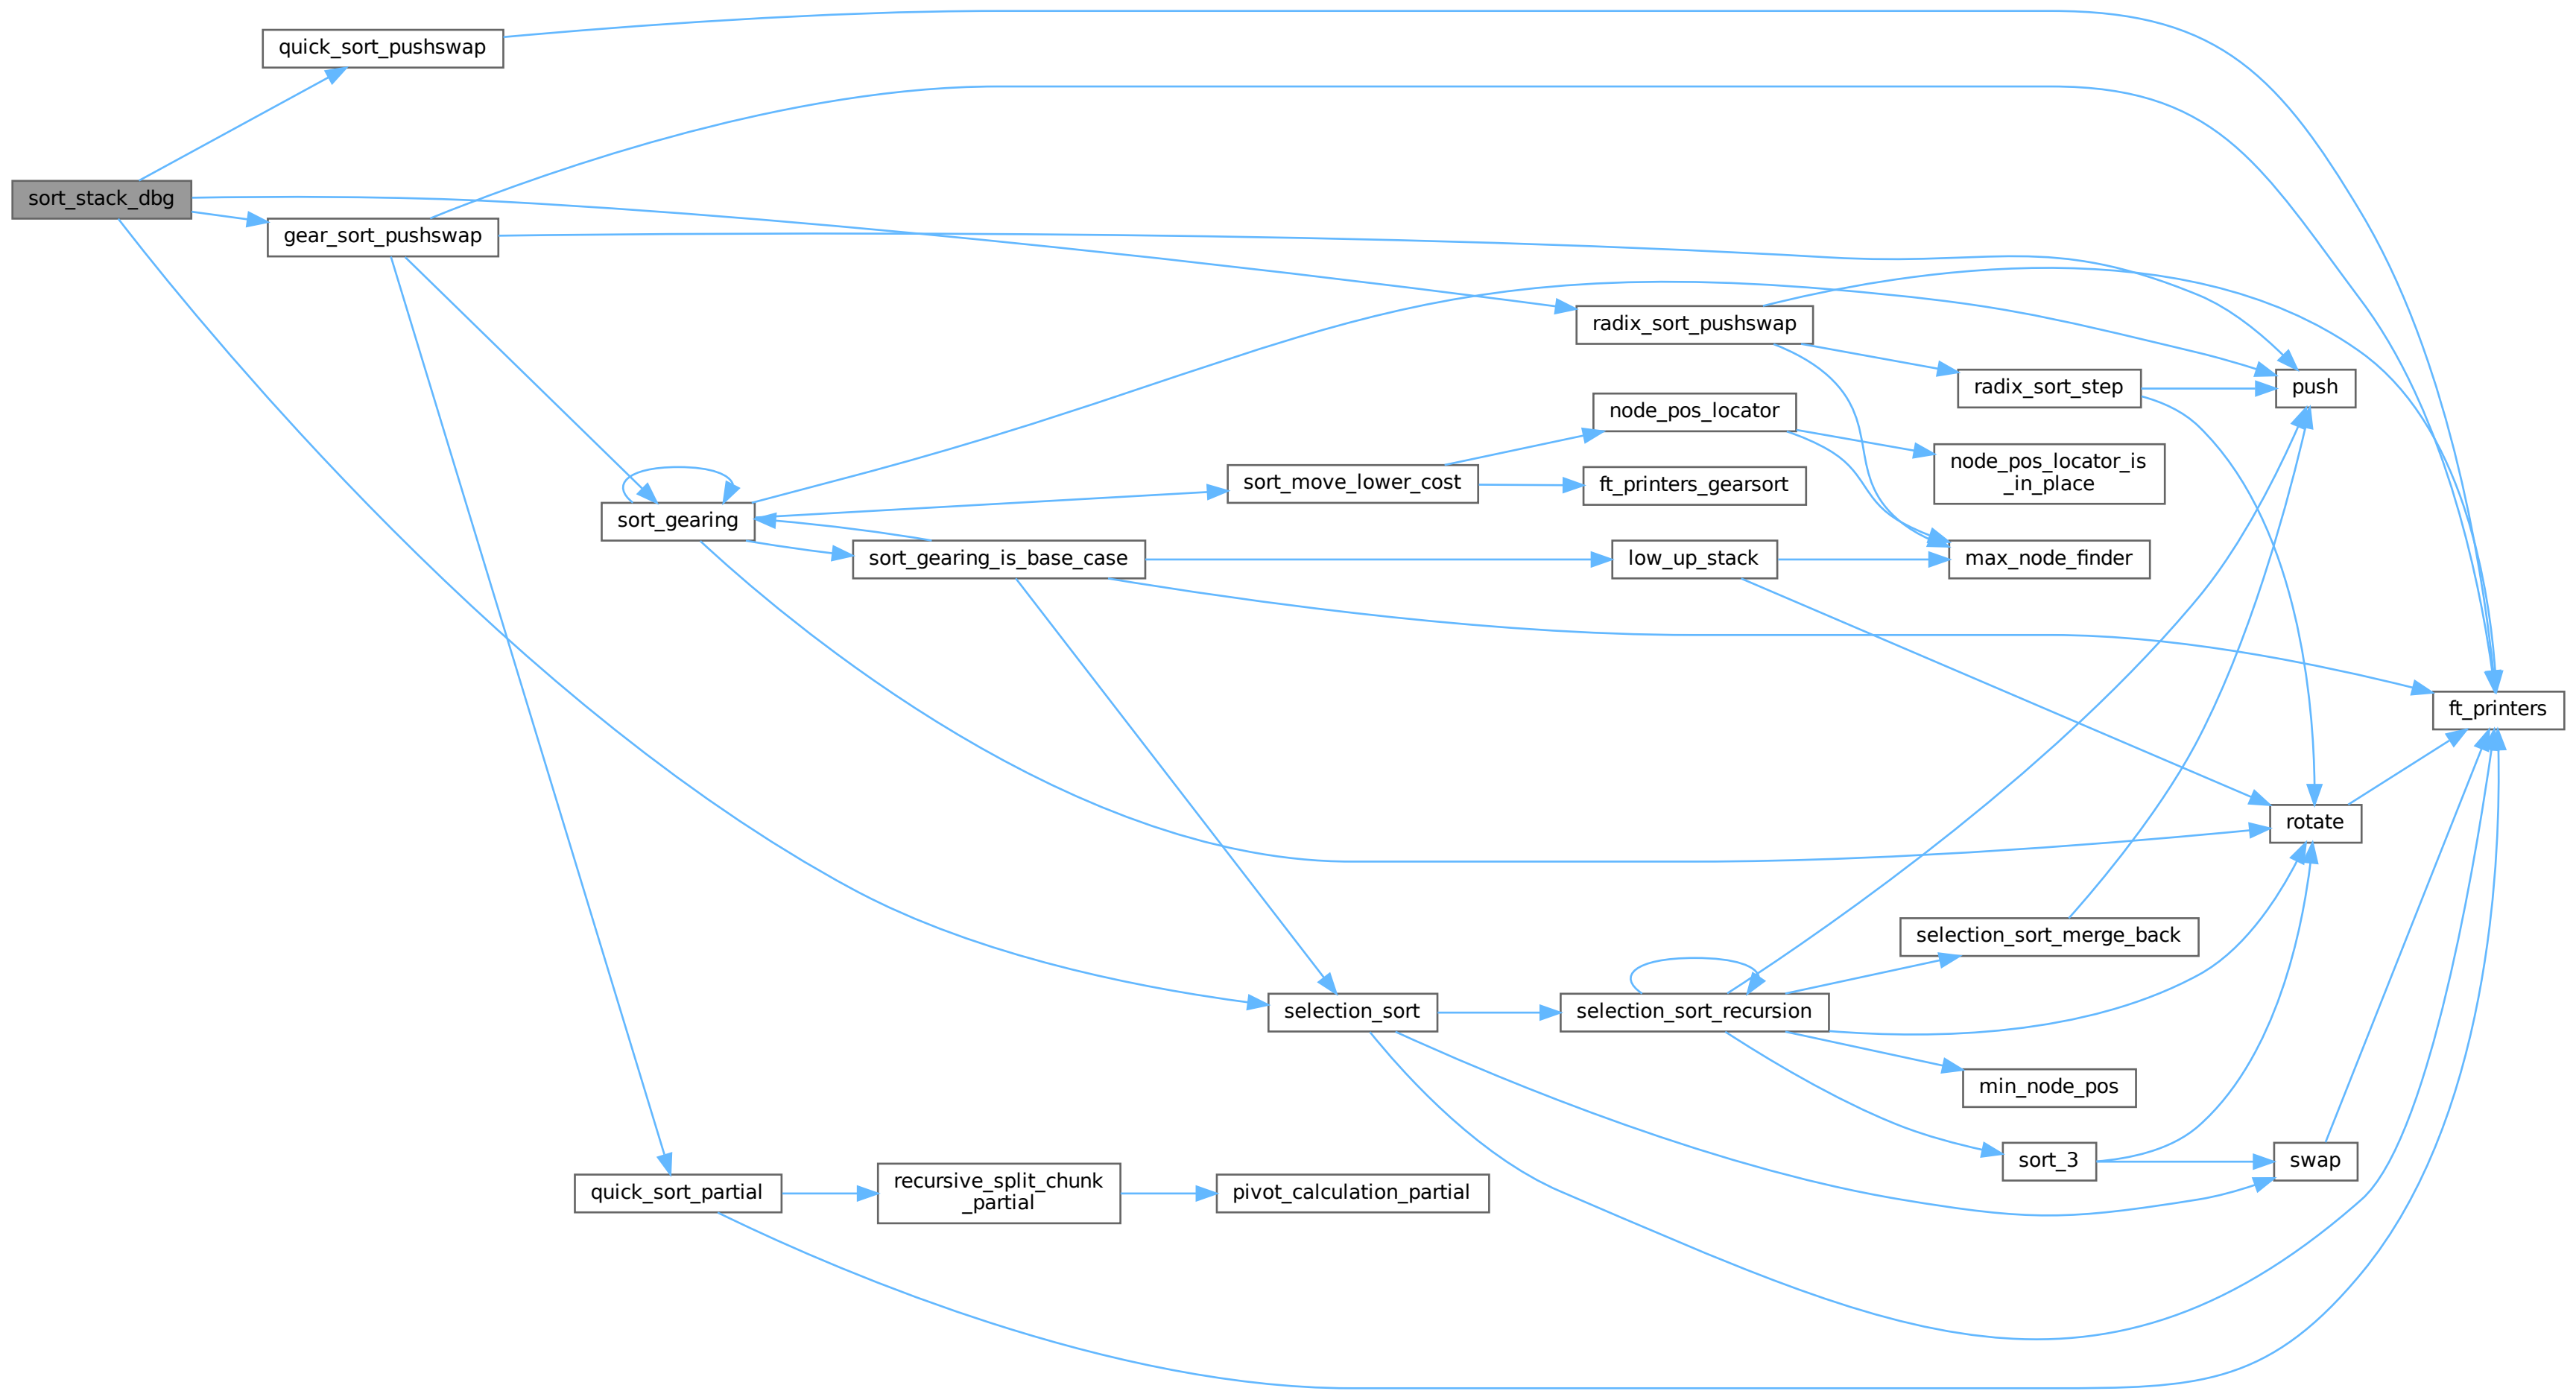 quick_sort_pushswap
sort_stack_dbg
gear_sort_pushswap
radix_sort_pushswap
radix_sort_step
push
node_pos_locator
node_pos_locator_is
_in_place
sort_move_lower_cost
ft_printers_gearsort
sort_gearing
sort_gearing_is_base_case
low_up_stack
max_node_finder
ft_printers
rotate
selection_sort_merge_back
selection_sort
selection_sort_recursion
min_node_pos
sort_3
swap
quick_sort_partial
recursive_split_chunk
_partial
pivot_calculation_partial